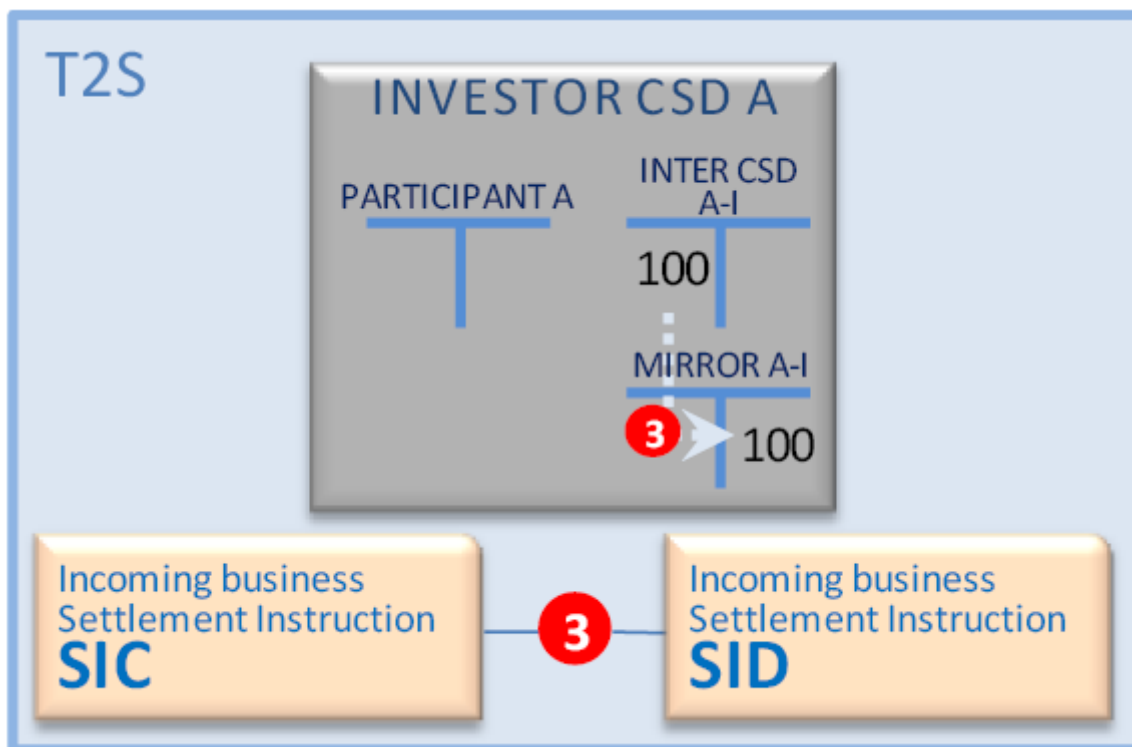 T2S
INVESTOR CSD A
PARTICIPANT A
INTER CSD
A-I
100
MIRROR A-I
3
100
Incoming business
Settlement Instruction
SIC
3
Incoming business
Settlement Instruction
SID